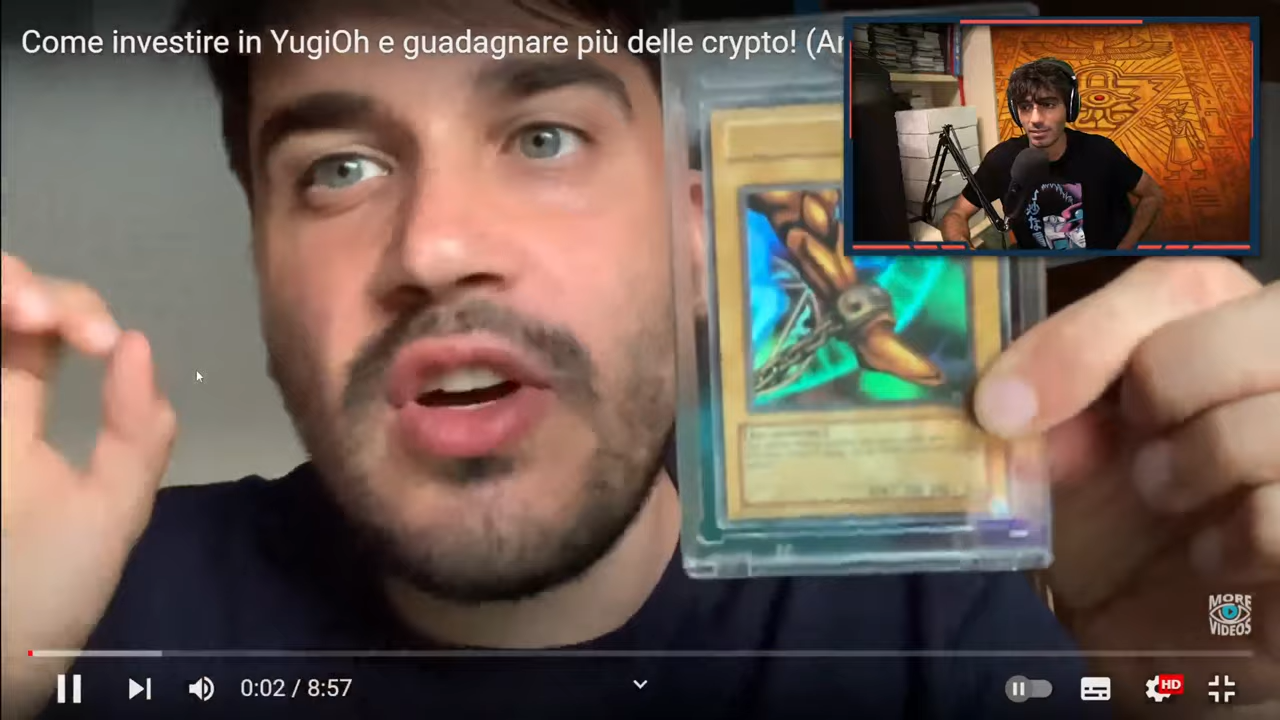 Come investire in YugiOh e guadagnare più delle crypto! (Ar
MORE
VIDEOS
0:02 / 8:57
HD